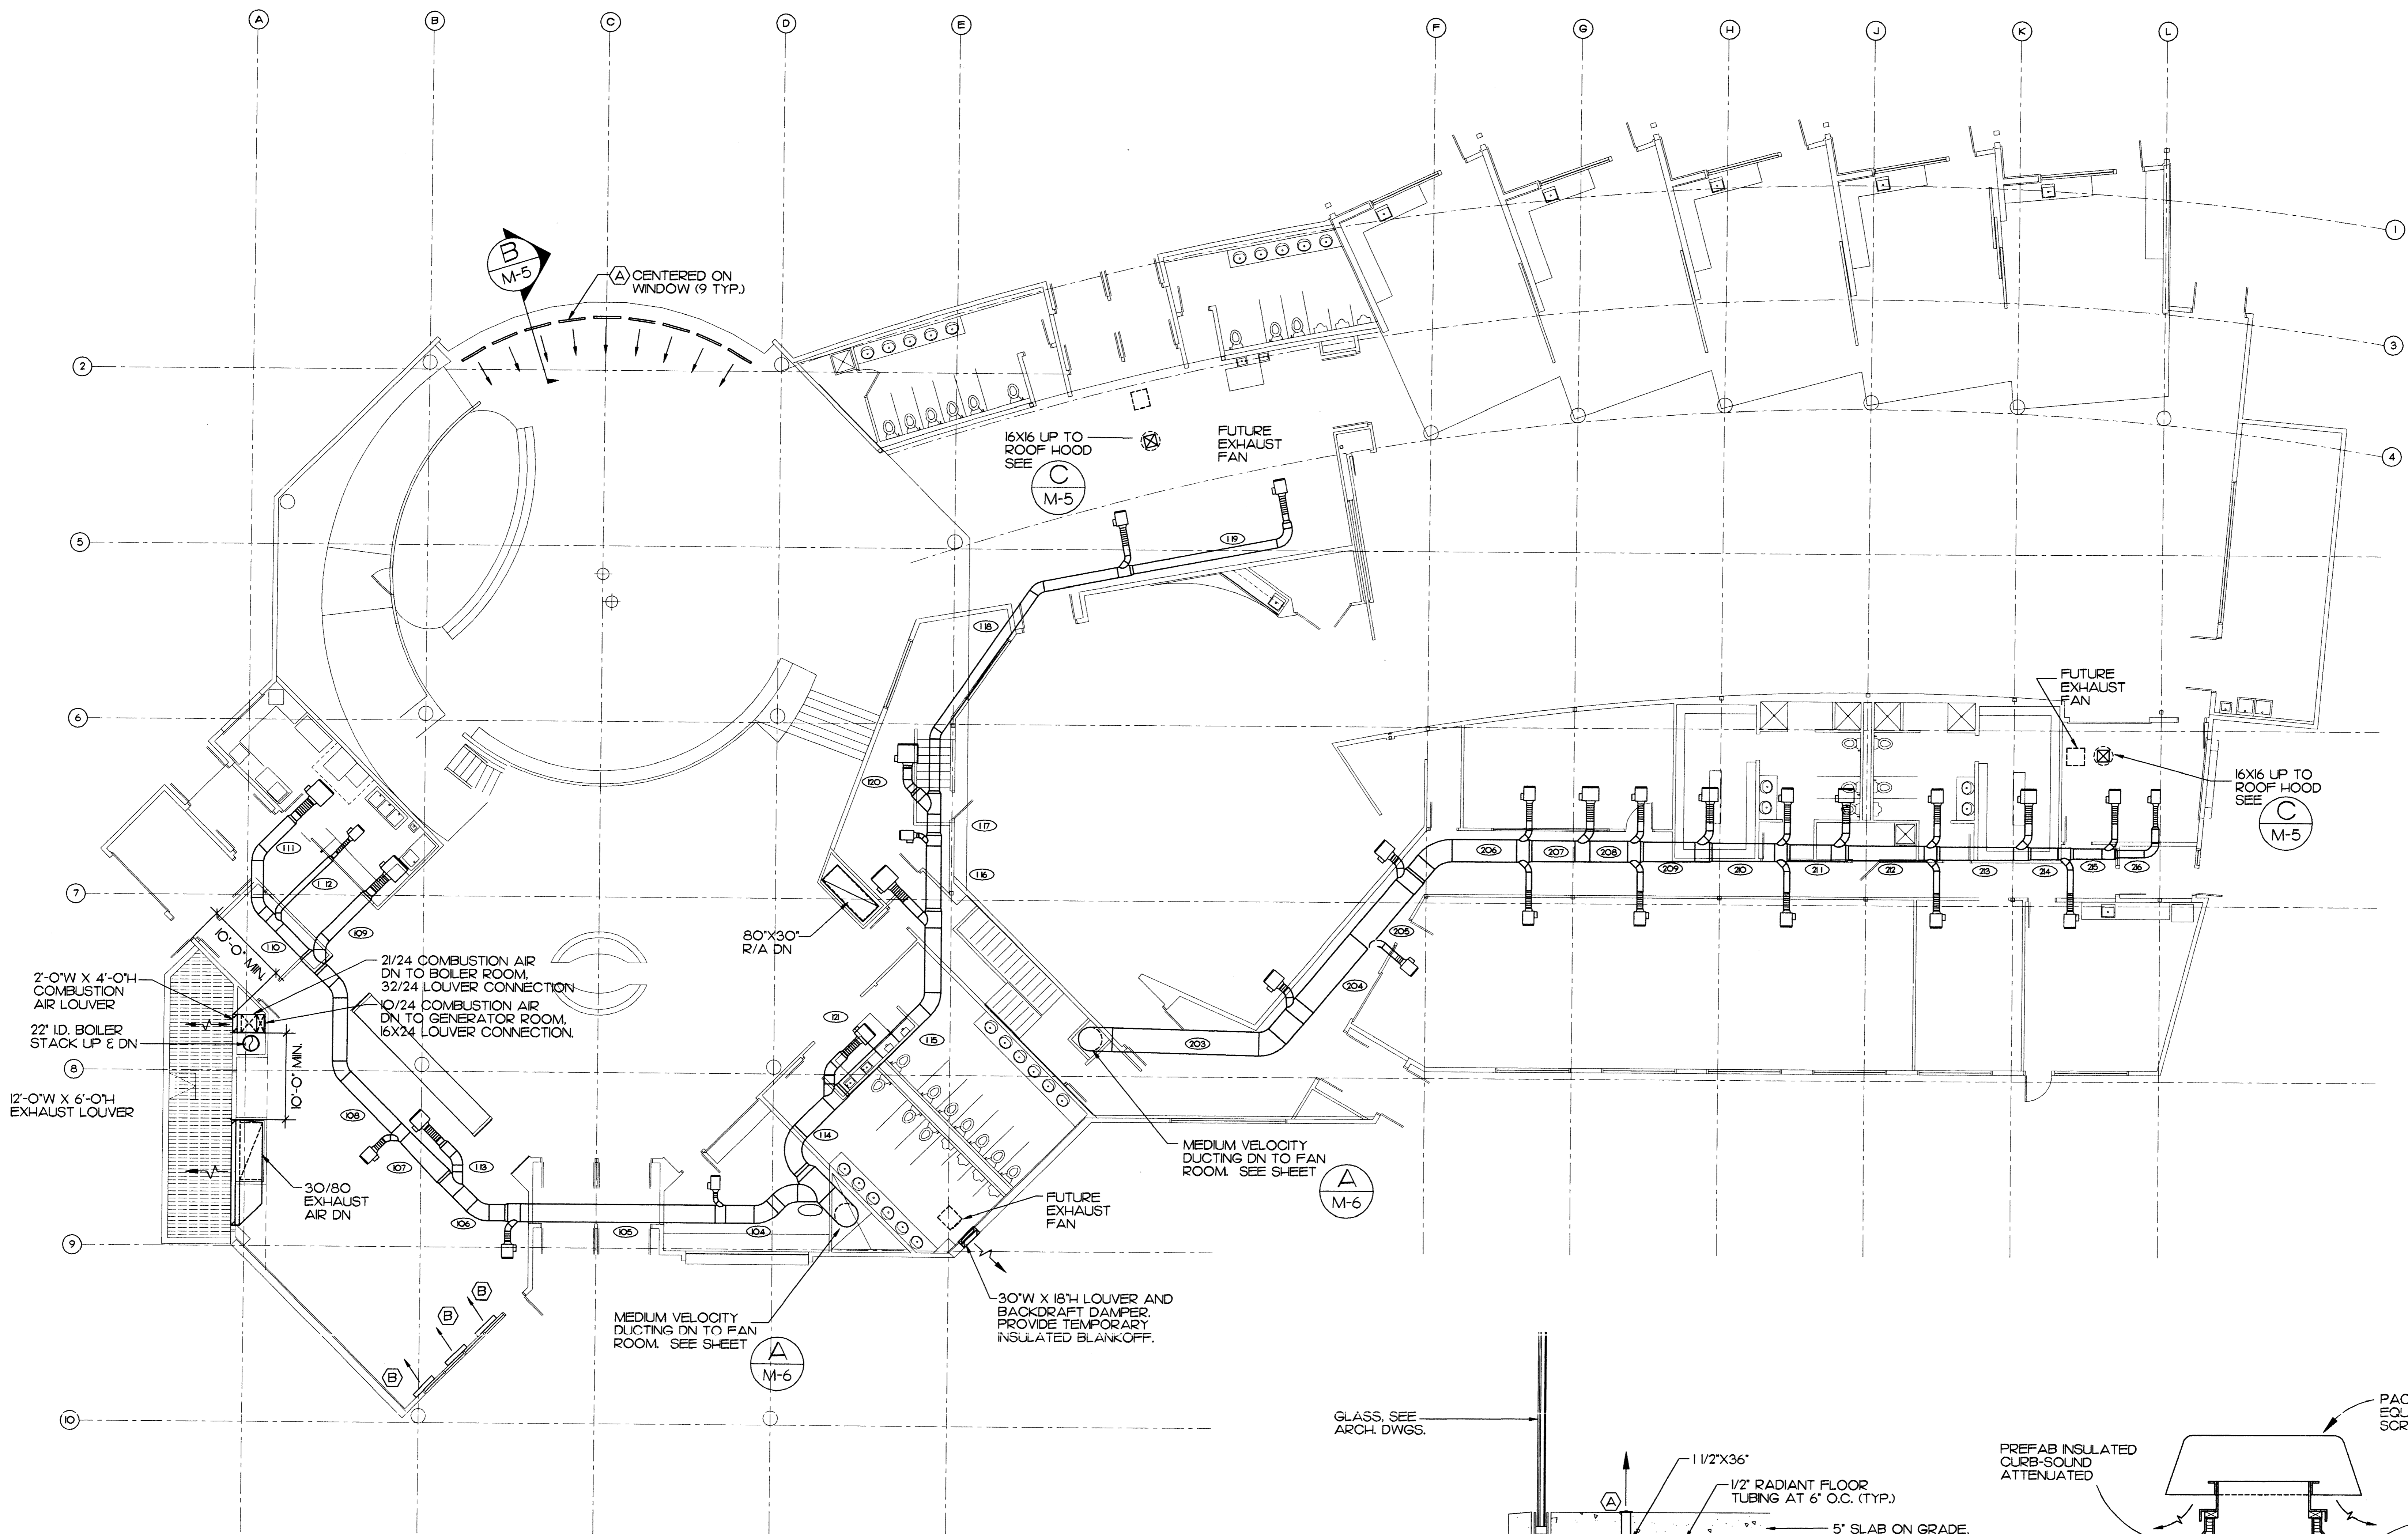 A
B
C
D
E
F
G
H
J
K
L
1
3
4
2
5
6
7
8
9
10
B
M-5
A CENTERED ON
WINDOW (9 TYP.)
16X16 UP TO
ROOF HOOD
SEE
C
M-5
FUTURE
EXHAUST
FAN
119
118
120
117
116
FUTURE
EXHAUST
FAN
16X16 UP TO
ROOF HOOD
SEE
C
M-5
206
207
208
209
210
211
212
213
214
215
216
205
204
203
111
112
110
109
10'-0" MIN.
80"X30"
R/A DN
2'-0"W X 4'-0"H
COMBUSTION
AIR LOUVER
21/24 COMBUSTION AIR
DN TO BOILER ROOM,
32/24 LOUVER CONNECTION
10/24 COMBUSTION AIR
DN TO GENERATOR ROOM,
16X24 LOUVER CONNECTION.
22" I.D. BOILER
STACK UP & DN
10'-0" MIN.
12'-0"W X 6'-0"H
EXHAUST LOUVER
30/80
EXHAUST
AIR DN
108
107
113
106
105
104
114
121
115
MEDIUM VELOCITY
DUCTING DN TO FAN
ROOM. SEE SHEET
A
M-6
FUTURE
EXHAUST
FAN
30"W X 18"H LOUVER AND
BACKDRAFT DAMPER.
PROVIDE TEMPORARY
INSULATED BLANKOFF.
MEDIUM VELOCITY
DUCTING DN TO FAN
ROOM. SEE SHEET
A
M-6
B
B
B
GLASS, SEE
ARCH. DWGS.
1 1/2"X36"
1/2" RADIANT FLOOR
TUBING AT 6" O.C. (TYP.)
A
5" SLAB ON GRADE,
PREFAB INSULATED
CURB-SOUND
ATTENUATED
PAC
EQU
SCR